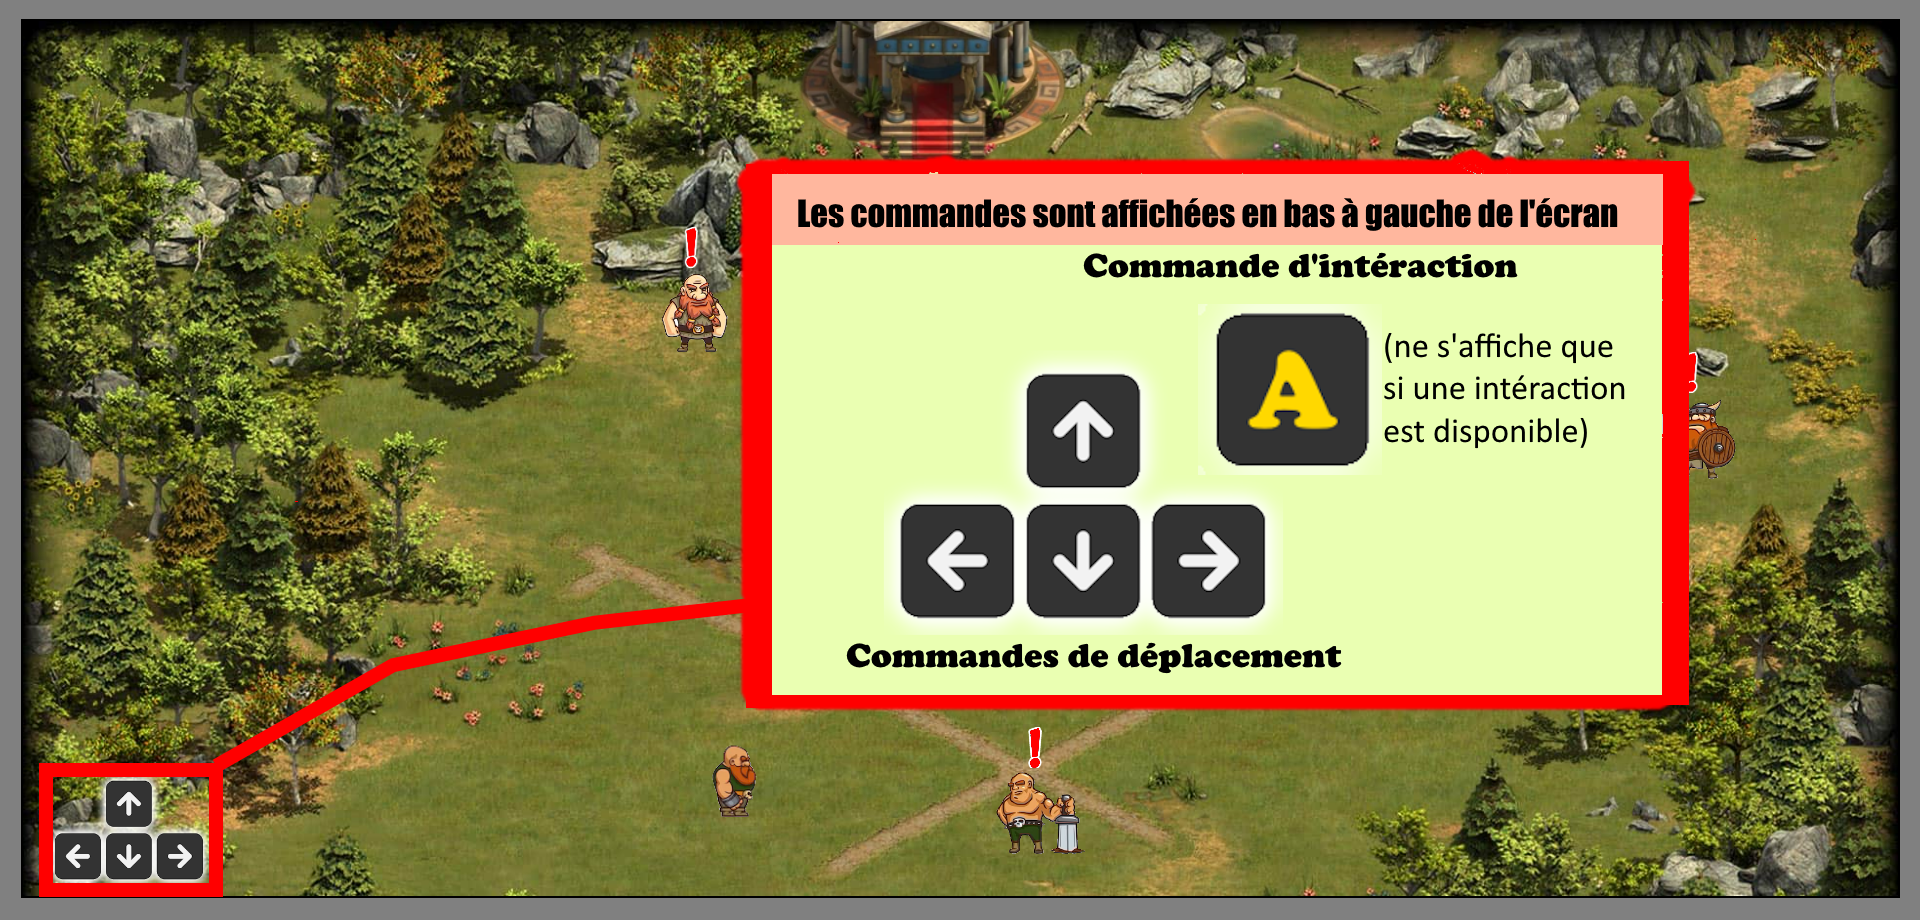 Les commandes sont affichées en bas à gauche de l'écran
Commande d'intéraction
A
(ne s'affiche que
si une intéraction
est disponible)
Commandes de déplacement
!
!
!